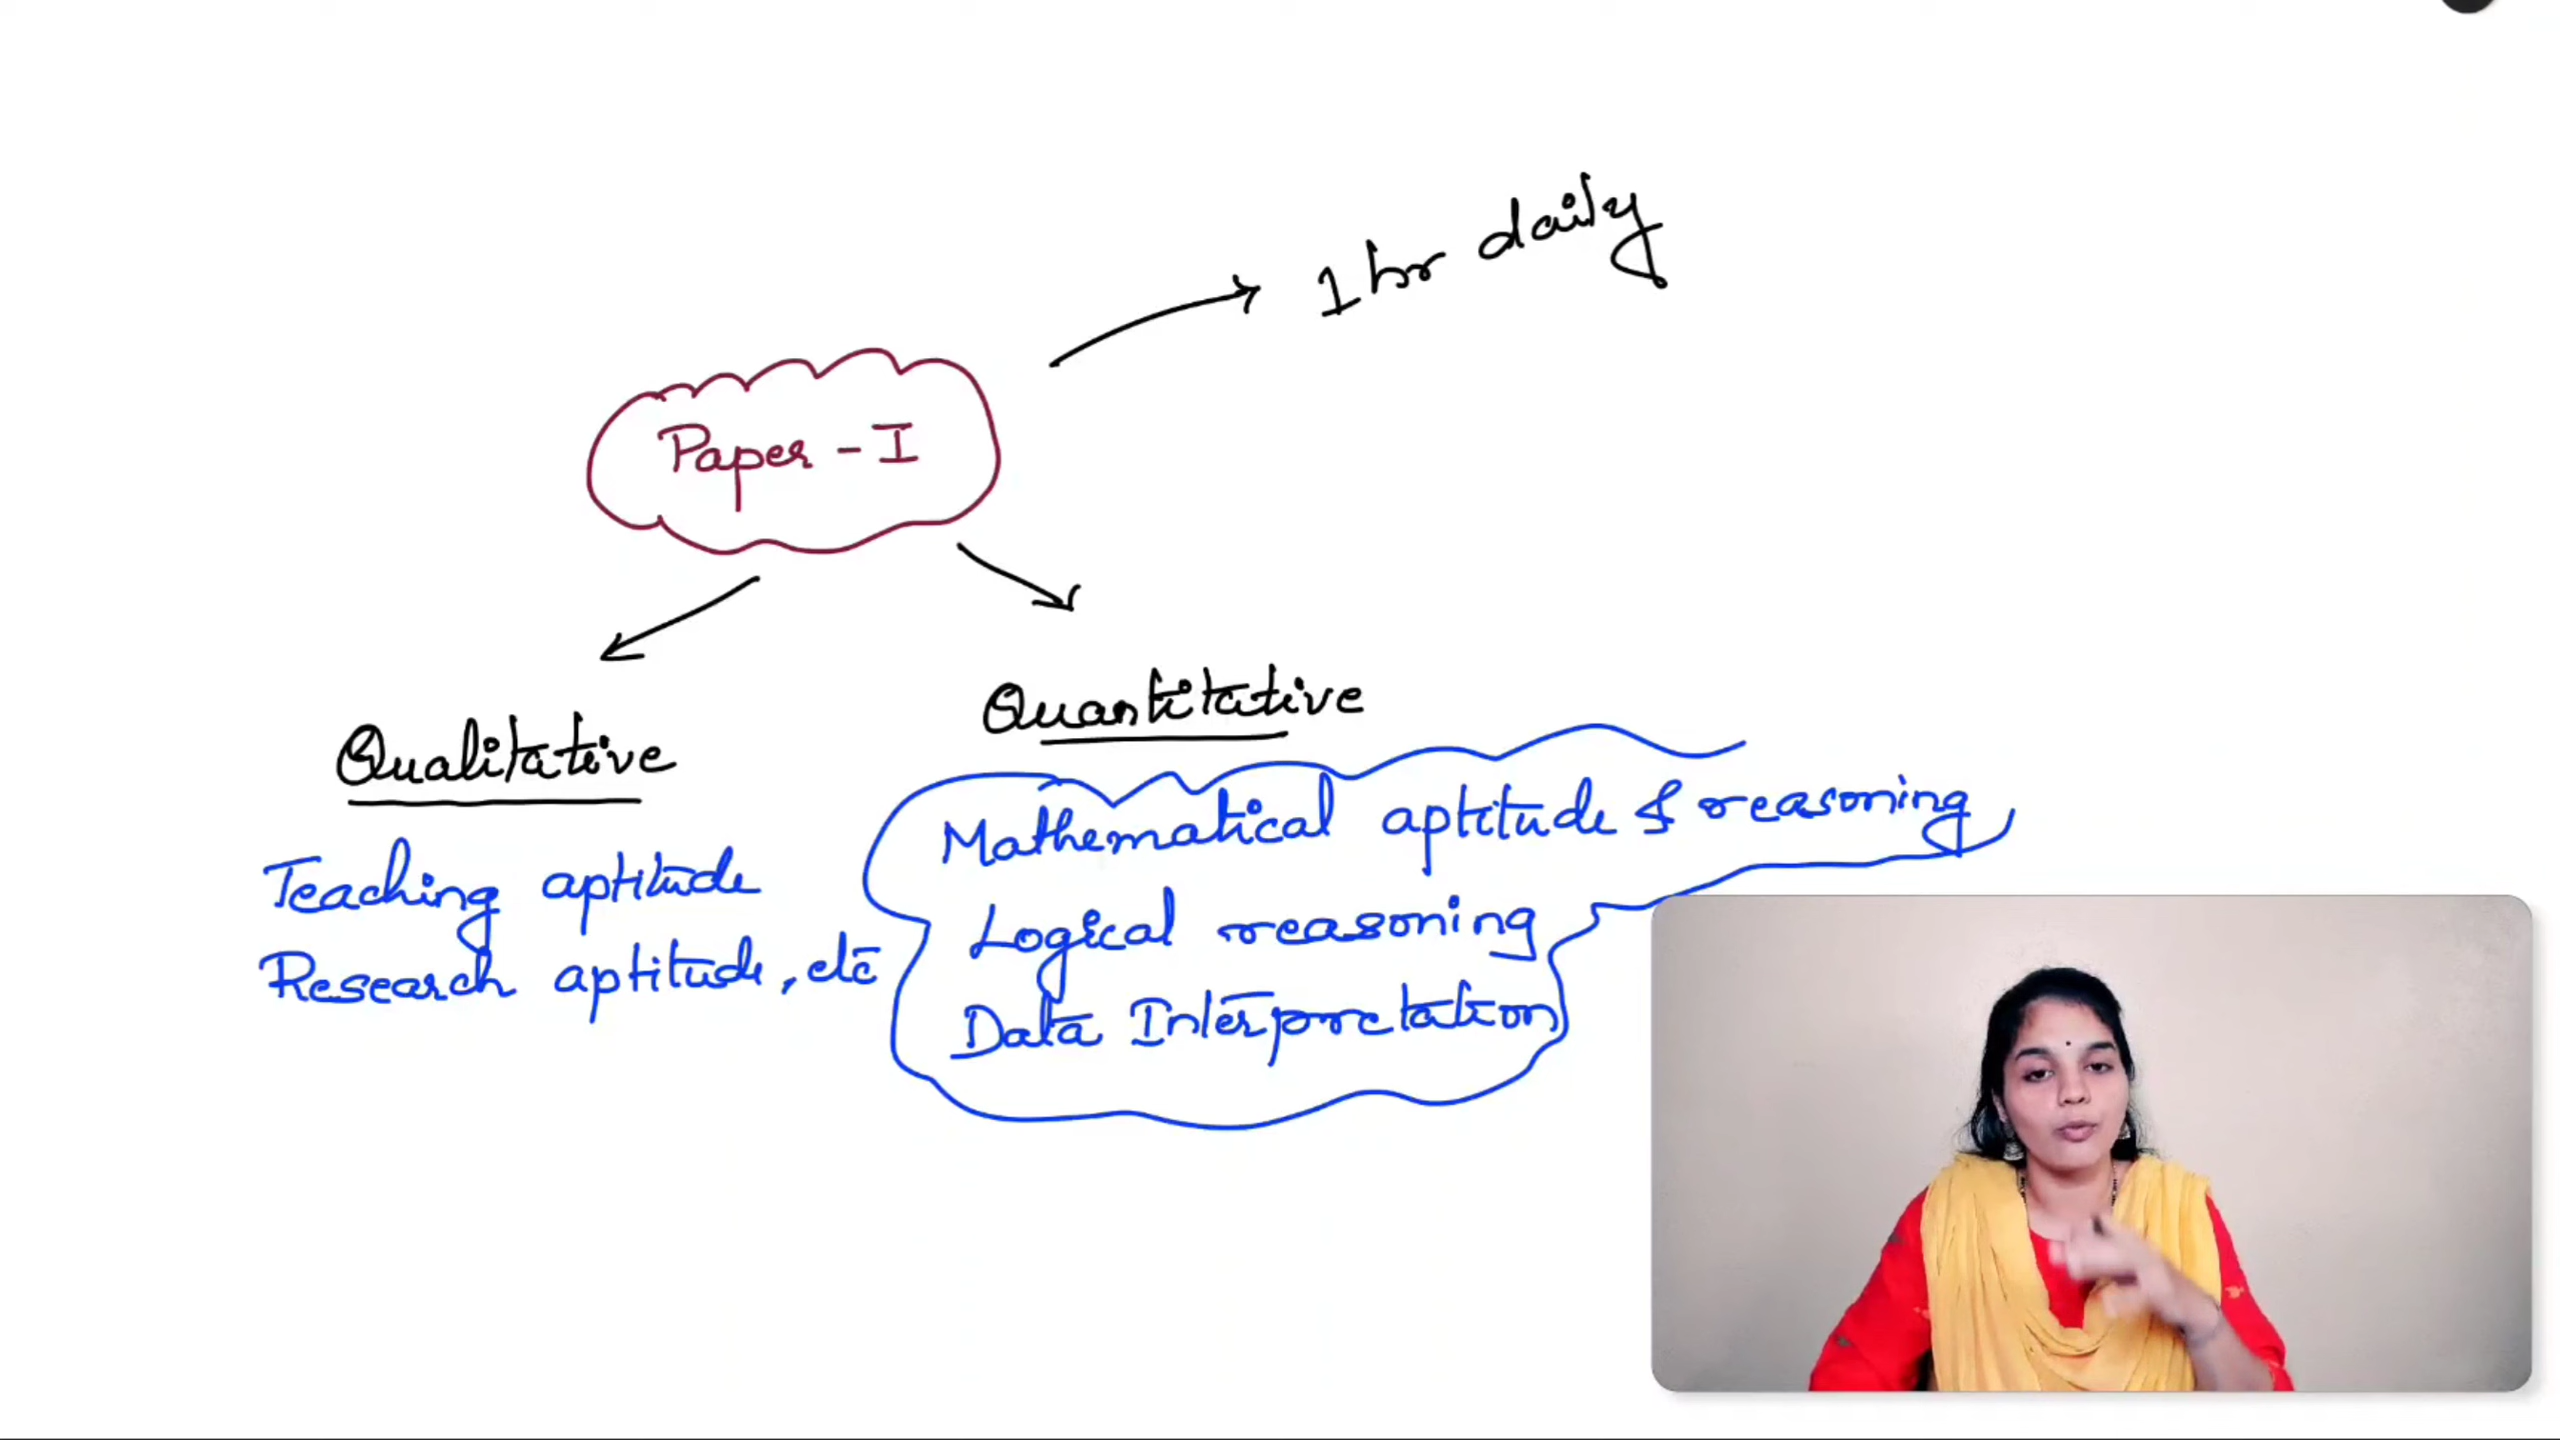 1 hr daily
Paper - I
Quantitative
Qualitative
Mathematical aptitude & reasoning
Teaching aptitude
Logical reasoning
Research aptitude, etc
Data Interpretation